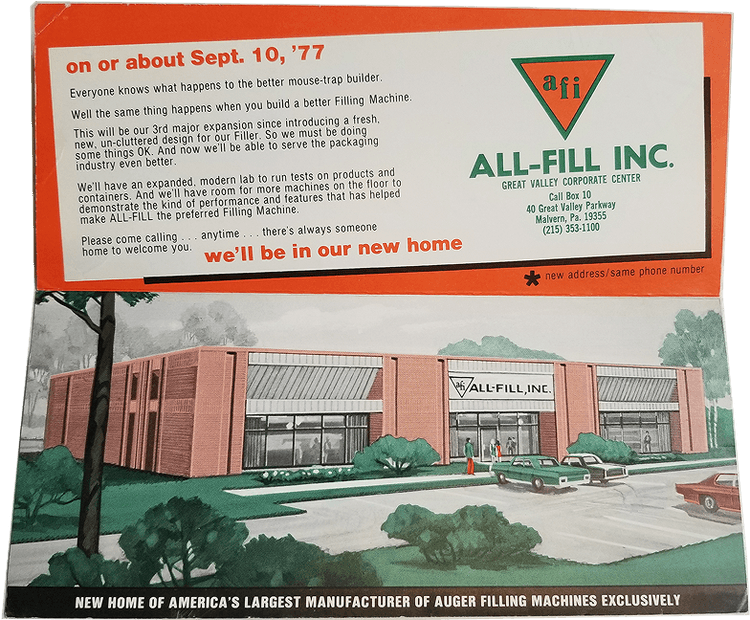 on or about Sept. 10, '77
Everyone knows what happens to the better mouse-trap builder.
Well the same thing happens when you build a better Filling Machine.
This will be our 3rd major expansion since introducing a fresh,
new, un-cluttered design for our Filler. So we must be doing
some things OK. And now we'll be able to serve the packaging
industry even better.
We'll have an expanded, modern lab to run tests on products and
containers. And we'll have room for more machines on the floor to
demonstrate the kind of performance and features that has helped
make ALL-FILL the preferred Filling Machine.
Please come calling . . . anytime . . . there's always someone
home to welcome you. we'll be in our new home
afi
ALL-FILL INC.
GREAT VALLEY CORPORATE CENTER
Call Box 10
40 Great Valley Parkway
Malvern, Pa. 19355
(215) 353-1100
* new address/same phone number
afi ALL-FILL, INC.
NEW HOME OF AMERICA'S LARGEST MANUFACTURER OF AUGER FILLING MACHINES EXCLUSIVELY